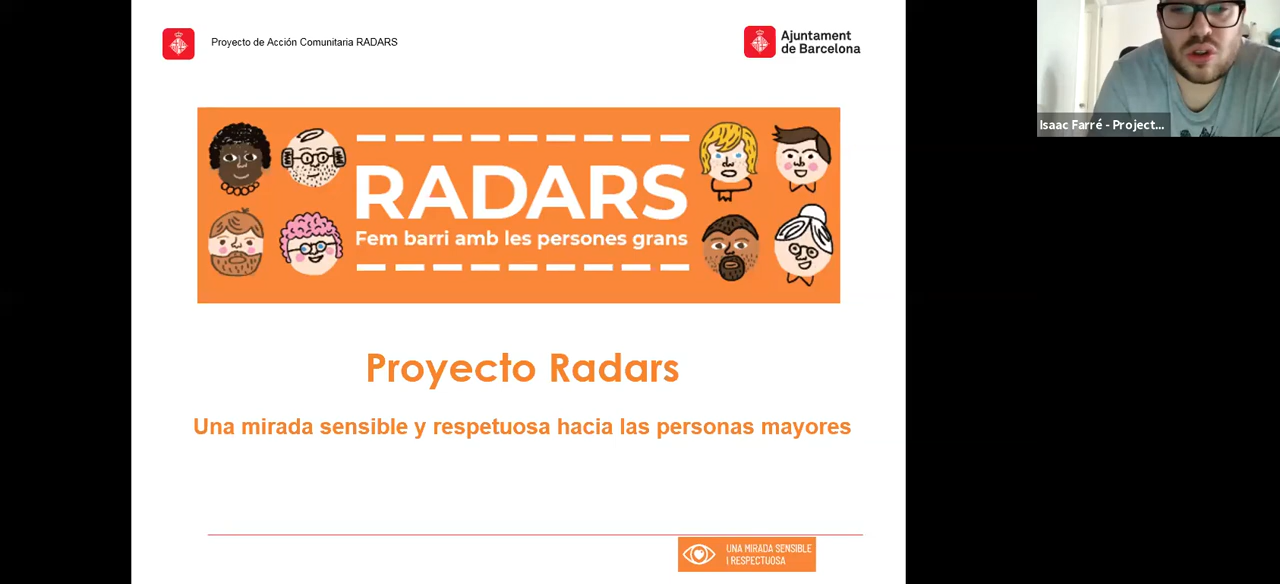 Proyecto de Acción Comunitaria RADARS
Ajuntament
de Barcelona
Isaac Farré - Project...
RADARS
Fem barri amb les persones grans
Proyecto Radars
Una mirada sensible y respetuosa hacia las personas mayores
UNA MIRADA SENSIBLE
I RESPECTUOSA